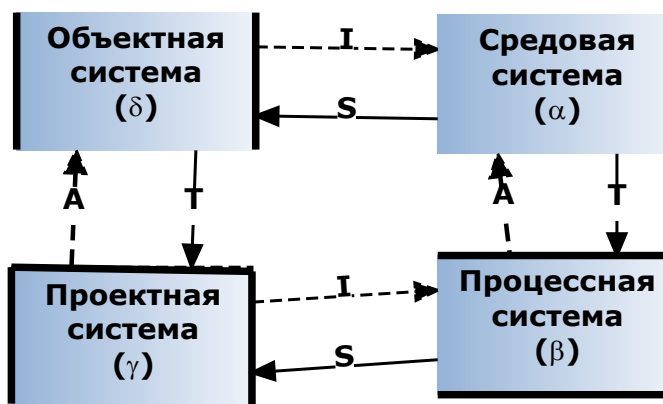 Объектная
система
(δ)
I
Средовая
система
(α)
S
A
T
A
T
Проектная
система
(γ)
I
Процессная
система
(β)
S